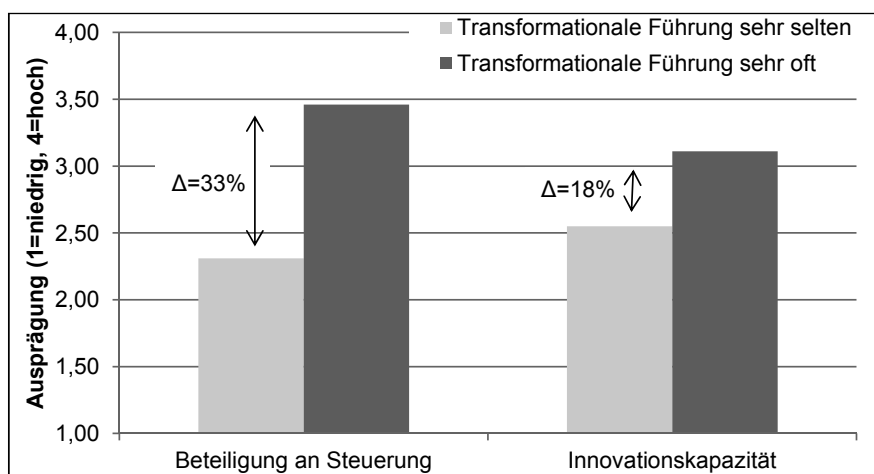 Transformationale Führung sehr selten
Transformationale Führung sehr oft
Ausprägung (1=niedrig, 4=hoch)
4,00
3,50
3,00
2,50
2,00
1,50
1,00
Δ=33%
Δ=18%
Beteiligung an Steuerung
Innovationskapazität